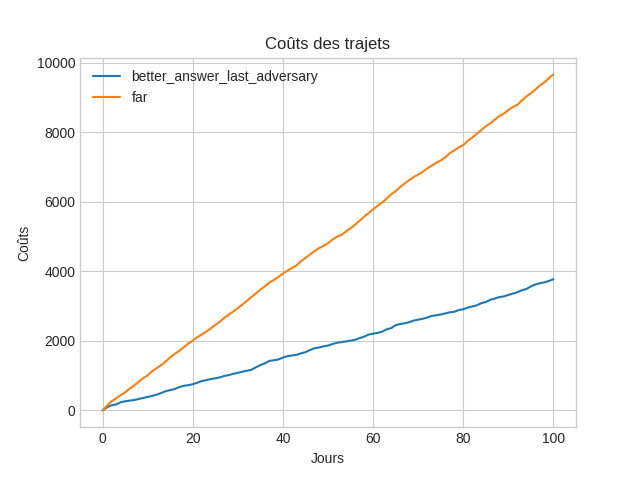 Coûts des trajets
better_answer_last_adversary
far
10000
8000
6000
4000
2000
0
Coûts
0 20 40 60 80 100
Jours